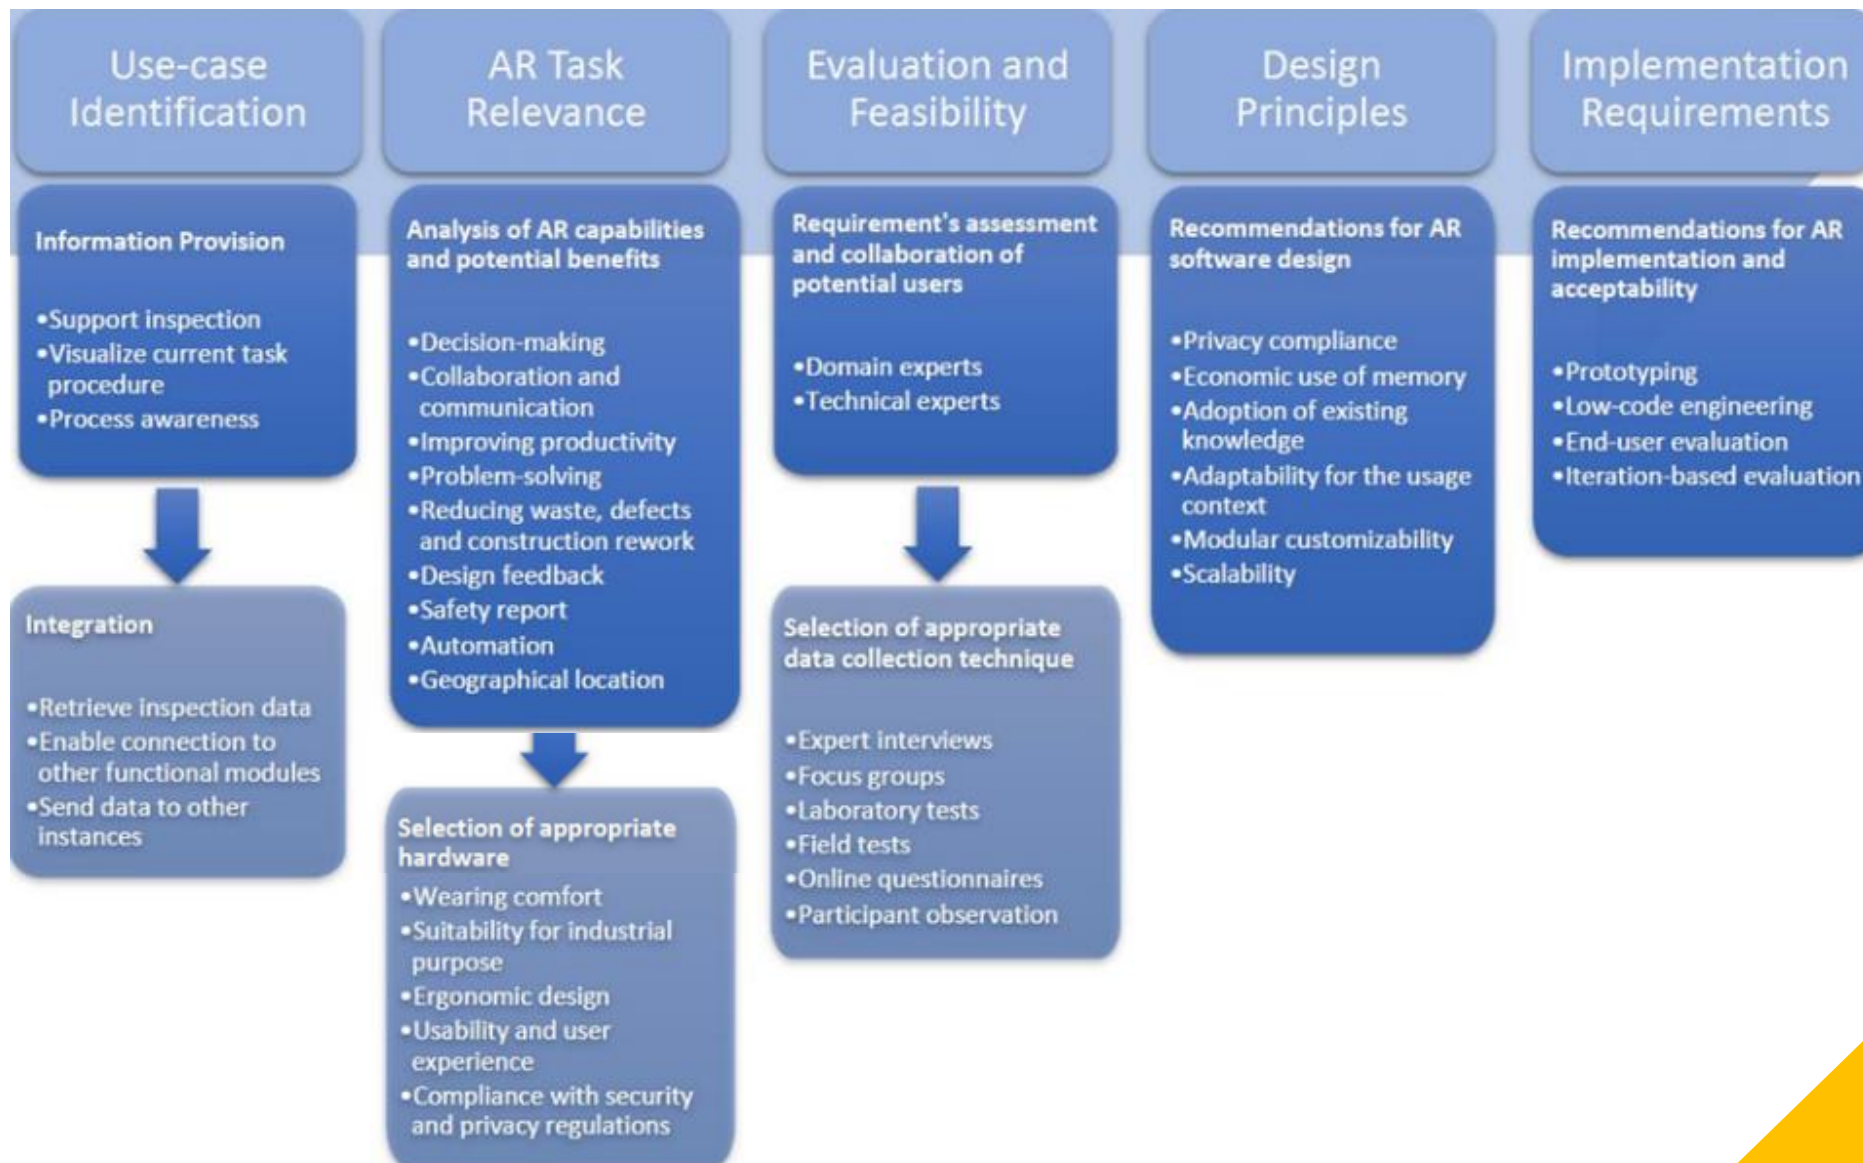 Use-case
Identification
Information Provision
•Support inspection
•Visualize current task
procedure
•Process awareness
Integration
•Retrieve inspection data
•Enable connection to
other functional modules
•Send data to other
instances
AR Task
Relevance
Analysis of AR capabilities
and potential benefits
•Decision-making
•Collaboration and
communication
•Improving productivity
•Problem-solving
•Reducing waste, defects
and construction rework
•Design feedback
•Safety report
•Automation
•Geographical location
Selection of appropriate
hardware
•Wearing comfort
•Suitability for industrial
purpose
•Ergonomic design
•Usability and user
experience
•Compliance with security
and privacy regulations
Evaluation and
Feasibility
Requirement's assessment
and collaboration of
potential users
•Domain experts
•Technical experts
Selection of appropriate
data collection technique
•Expert interviews
•Focus groups
•Laboratory tests
•Field tests
•Online questionnaires
•Participant observation
Design
Principles
Recommendations for AR
software design
•Privacy compliance
•Economic use of memory
•Adoption of existing
knowledge
•Adaptability for the usage
context
•Modular customizability
•Scalability
Implementation
Requirements
Recommendations for AR
implementation and
acceptability
•Prototyping
•Low-code engineering
•End-user evaluation
•Iteration-based evaluation